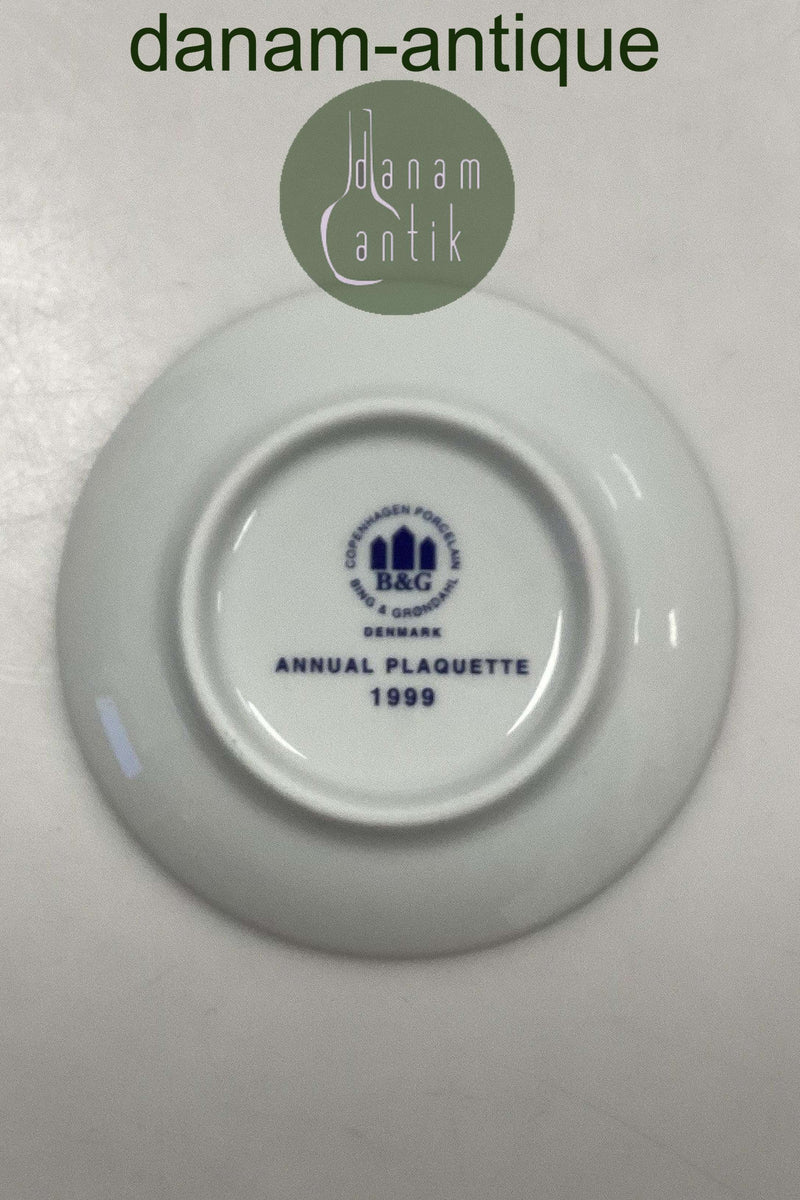 danam-antique
danam
antik
COPENHAGEN PORCELAIN
B&G
BING & GRØNDAHL
DENMARK
ANNUAL PLAQUETTE
1999